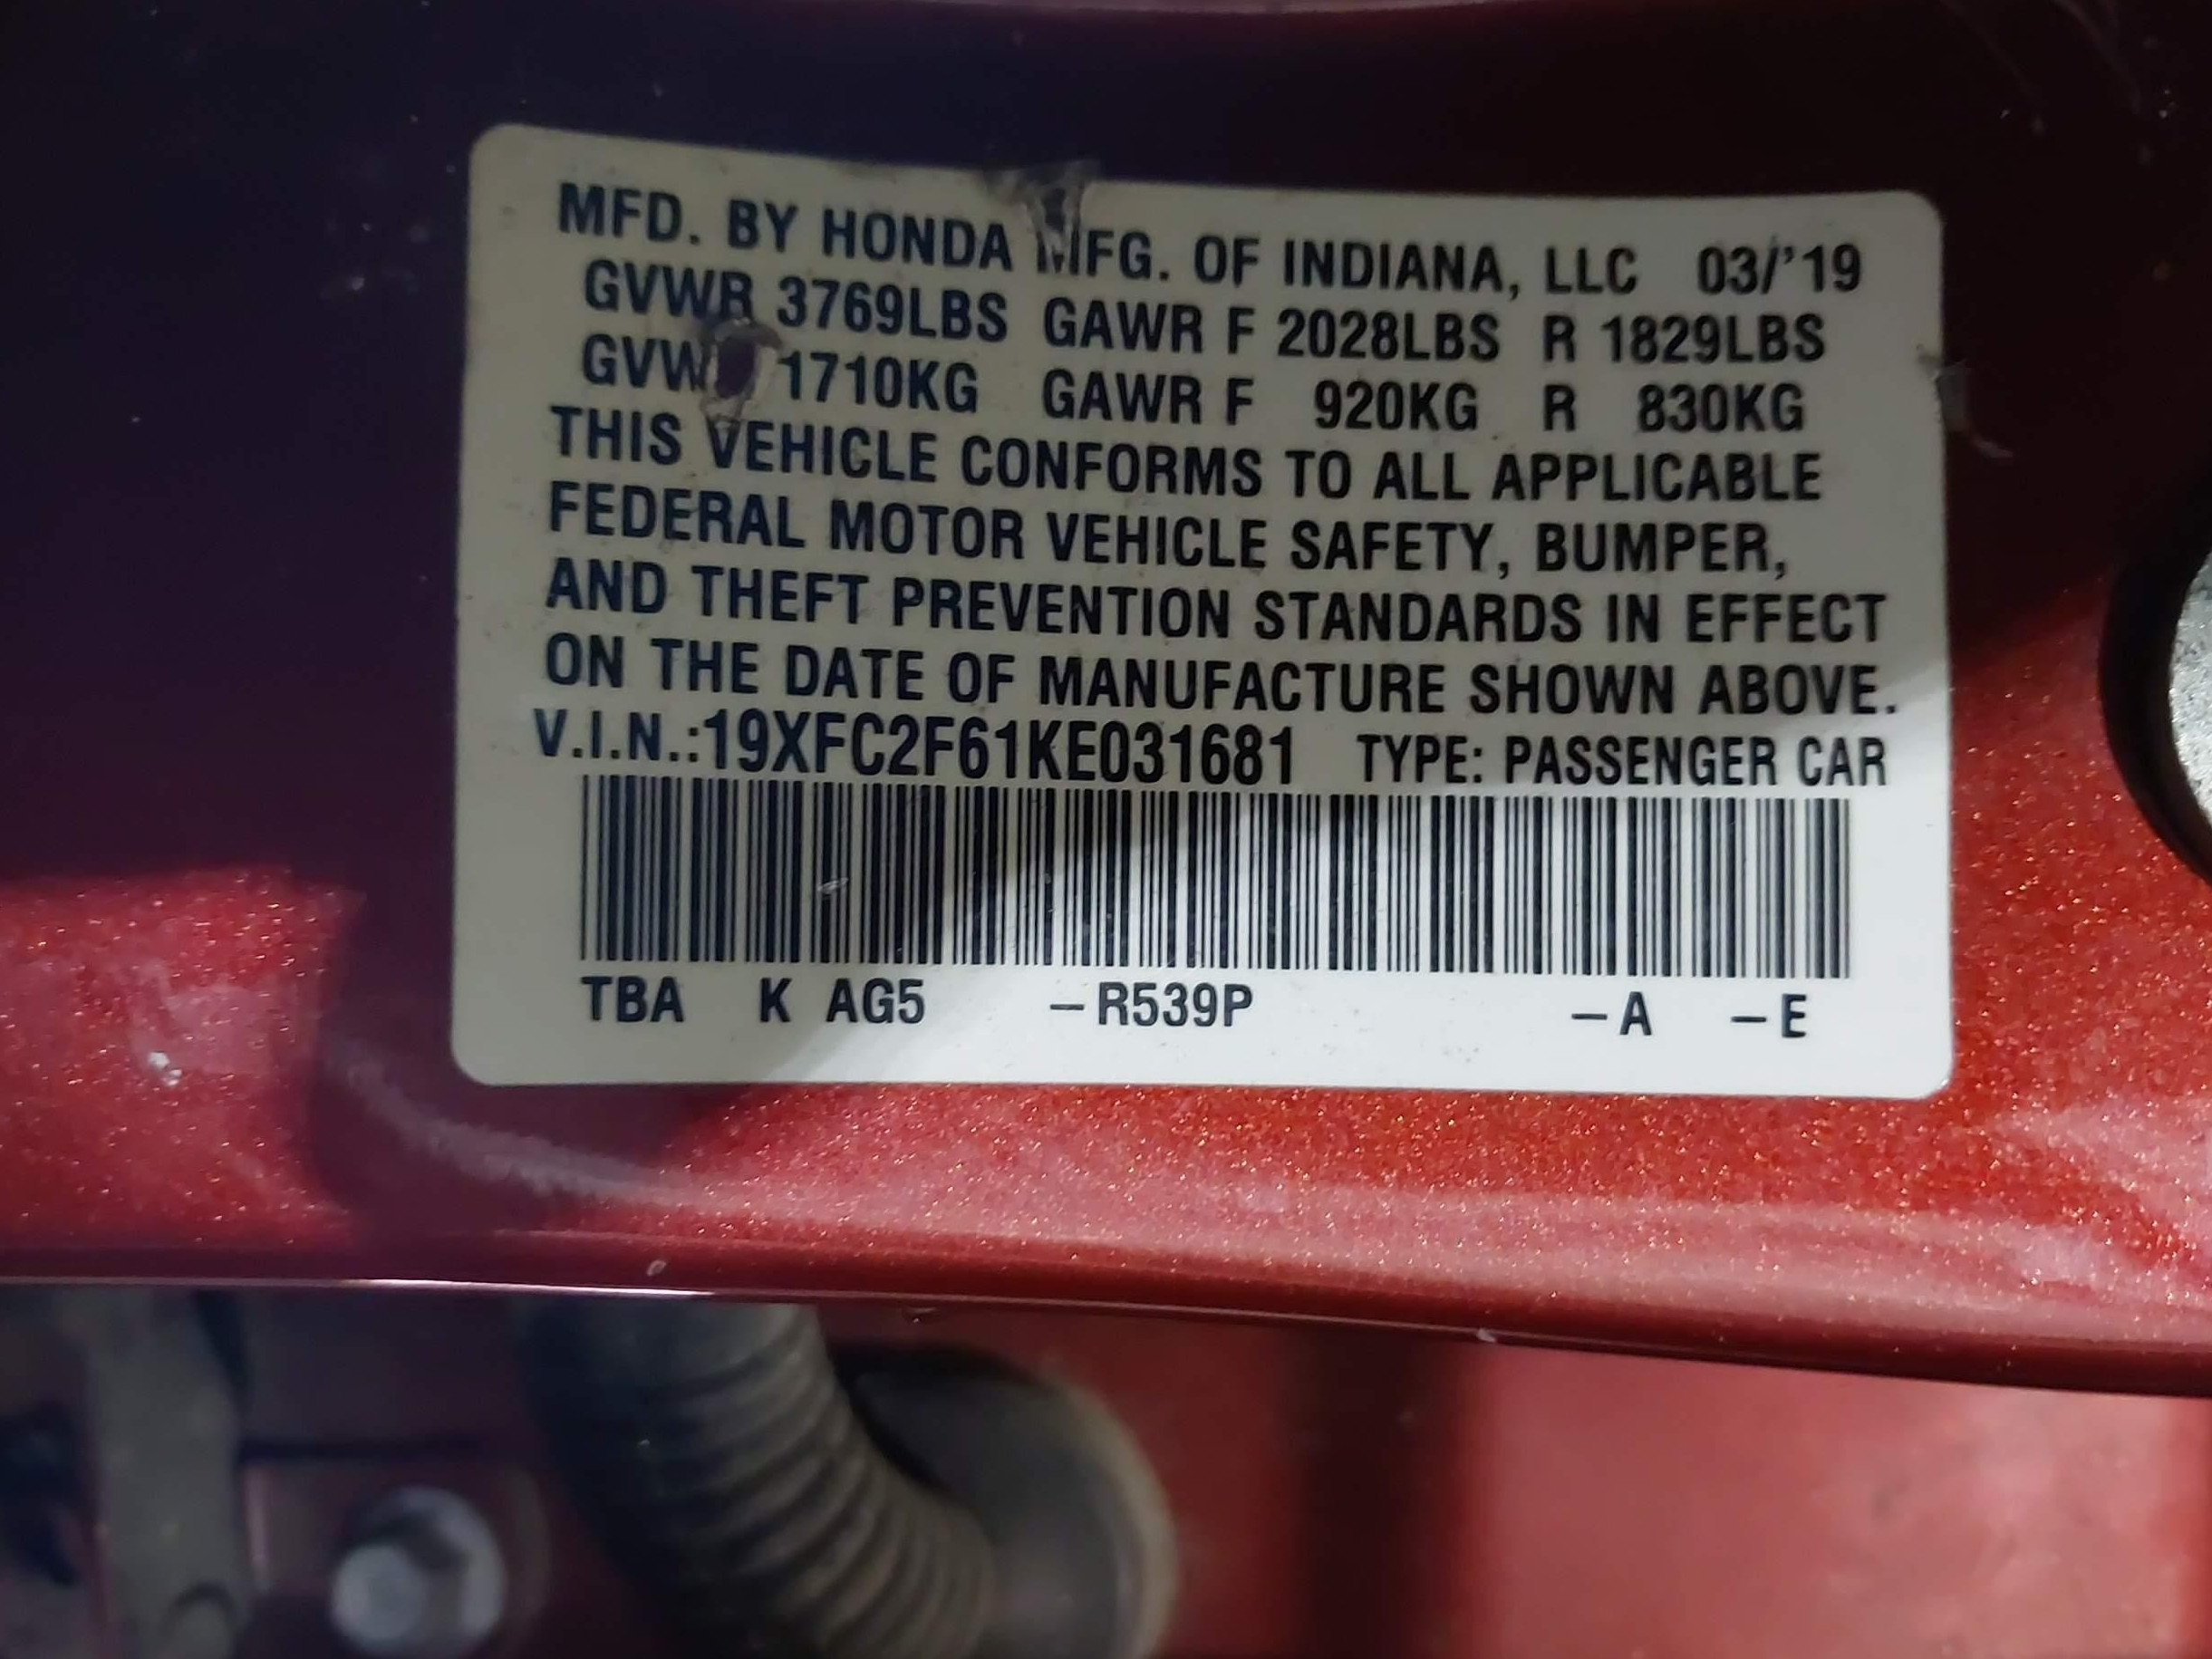 MFD. BY HONDA MFG. OF INDIANA, LLC 03/'19
GVWR 3769LBS GAWR F 2028LBS R 1829LBS
GVW 1710KG GAWR F 920KG R 830KG
THIS VEHICLE CONFORMS TO ALL APPLICABLE
FEDERAL MOTOR VEHICLE SAFETY, BUMPER,
AND THEFT PREVENTION STANDARDS IN EFFECT
ON THE DATE OF MANUFACTURE SHOWN ABOVE.
V.I.N.:19XFC2F61KE031681 TYPE: PASSENGER CAR
TBA K AG5 –R539P –A –E